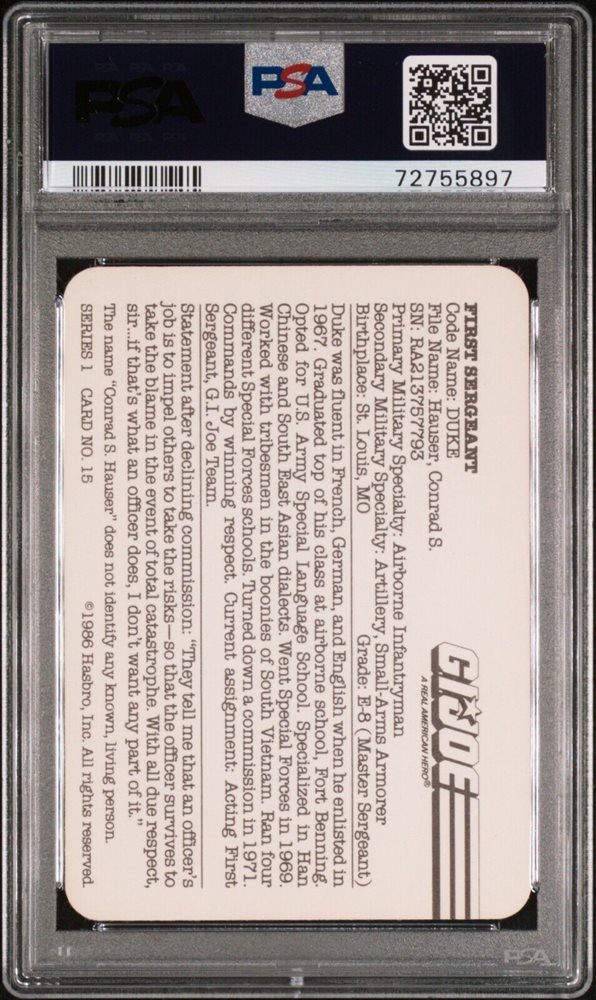 PSA
PSA
72755897
FIRST SERGEANT
Code Name: DUKE
File Name: Hauser, Conrad S.
SN: RA213757793
Primary Military Specialty: Airborne Infantryman
Secondary Military Specialty: Artillery, Small-Arms Armorer
Birthplace: St. Louis, MO Grade: E-8 (Master Sergeant)
G.I. JOE
A REAL AMERICAN HERO®
Duke was fluent in French, German, and English when he enlisted in
1967. Graduated top of his class at airborne school, Fort Benning.
Opted for U.S. Army Special Language School. Specialized in Han
Chinese and South East Asian dialects. Went Special Forces in 1969.
Worked with tribesmen in the boonies of South Vietnam. Ran four
different Special Forces schools. Turned down a commission in 1971.
Commands by winning respect. Current assignment: Acting First
Sergeant, G.I. Joe Team.
Statement after declining commission: "They tell me that an officer's
job is to impel others to take the risks—so that the officer survives to
take the blame in the event of total catastrophe. With all due respect,
sir...if that's what an officer does, I don't want any part of it."
The name "Conrad S. Hauser" does not identify any known, living person.
SERIES 1 CARD NO. 15 ©1986 Hasbro, Inc. All rights reserved.
PSA